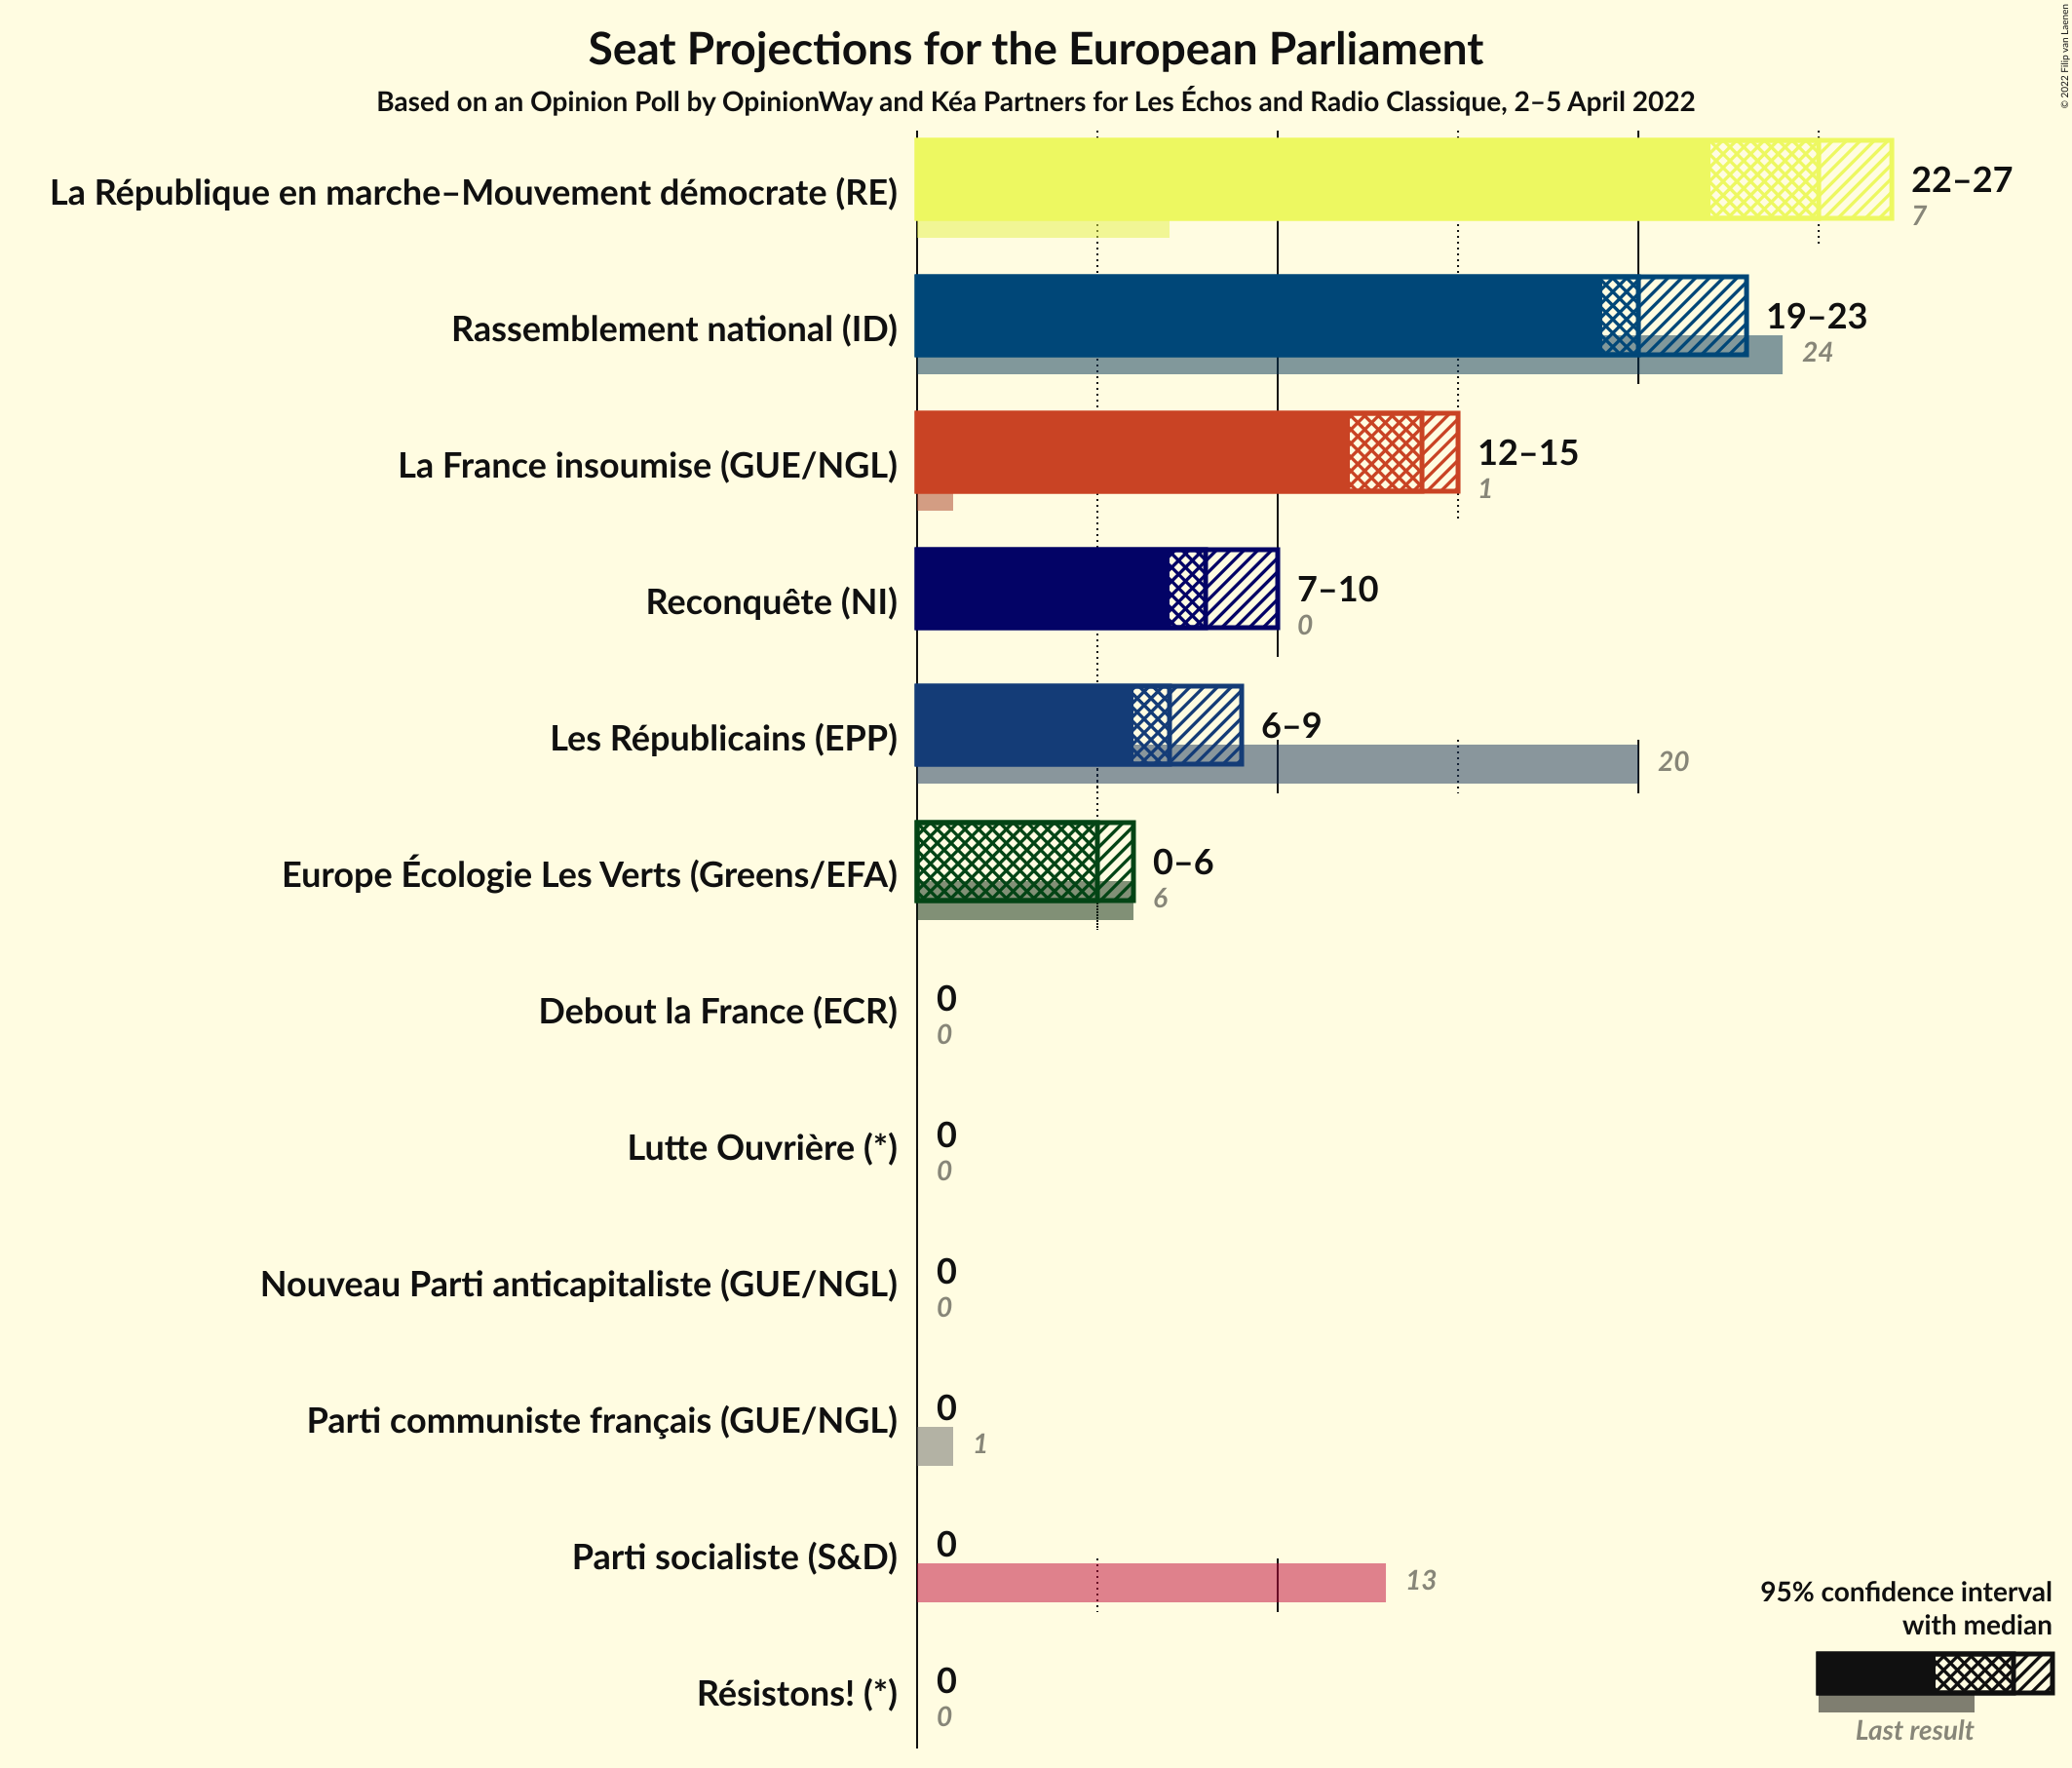 Seat Projections for the European Parliament
Based on an Opinion Poll by OpinionWay and Kéa Partners for Les Échos and Radio Classique, 2–5 April 2022
© 2022 Filip van Laenen
La République en marche–Mouvement démocrate (RE)
22–27
7
Rassemblement national (ID)
19–23
24
La France insoumise (GUE/NGL)
12–15
1
Reconquête (NI)
7–10
0
Les Républicains (EPP)
6–9
20
Europe Écologie Les Verts (Greens/EFA)
0–6
6
Debout la France (ECR)
0
0
Lutte Ouvrière (*)
0
0
Nouveau Parti anticapitaliste (GUE/NGL)
0
0
Parti communiste français (GUE/NGL)
0
1
Parti socialiste (S&D)
0
13
Résistons! (*)
0
0
95% confidence interval
with median
Last result